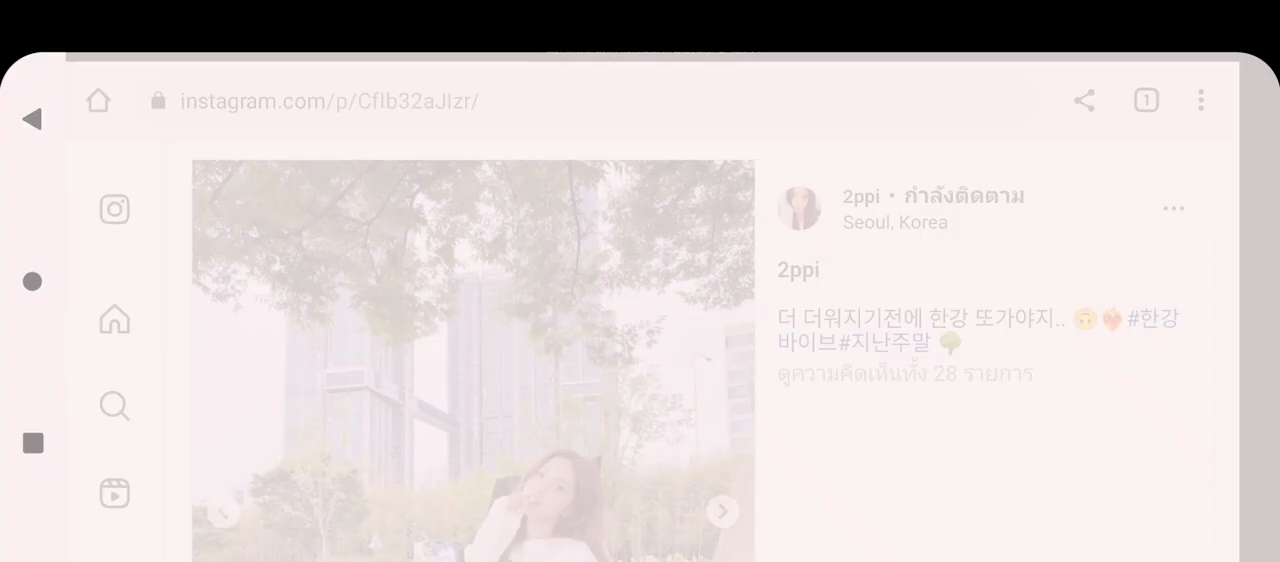 instagram.com/p/Cflb32aJlzr/
1
2ppi • กำลังติดตาม
Seoul, Korea
2ppi
더 더워지기전에 한강 또가야지.. 🙃❤️‍🔥 #한강
바이브#지난주말 🌳
ดูความคิดเห็นทั้ง 28 รายการ